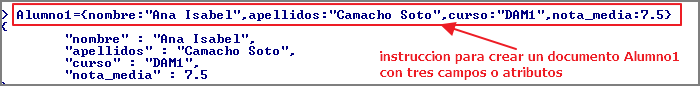 > Alumno1={nombre:"Ana Isabel",apellidos:"Camacho Soto",curso:"DAM1",nota_media:7.5}
{
"nombre" : "Ana Isabel",
"apellidos" : "Camacho Soto",
"curso" : "DAM1",
"nota_media" : 7.5
instruccion para crear un documento Alumno1
con tres campos o atributos